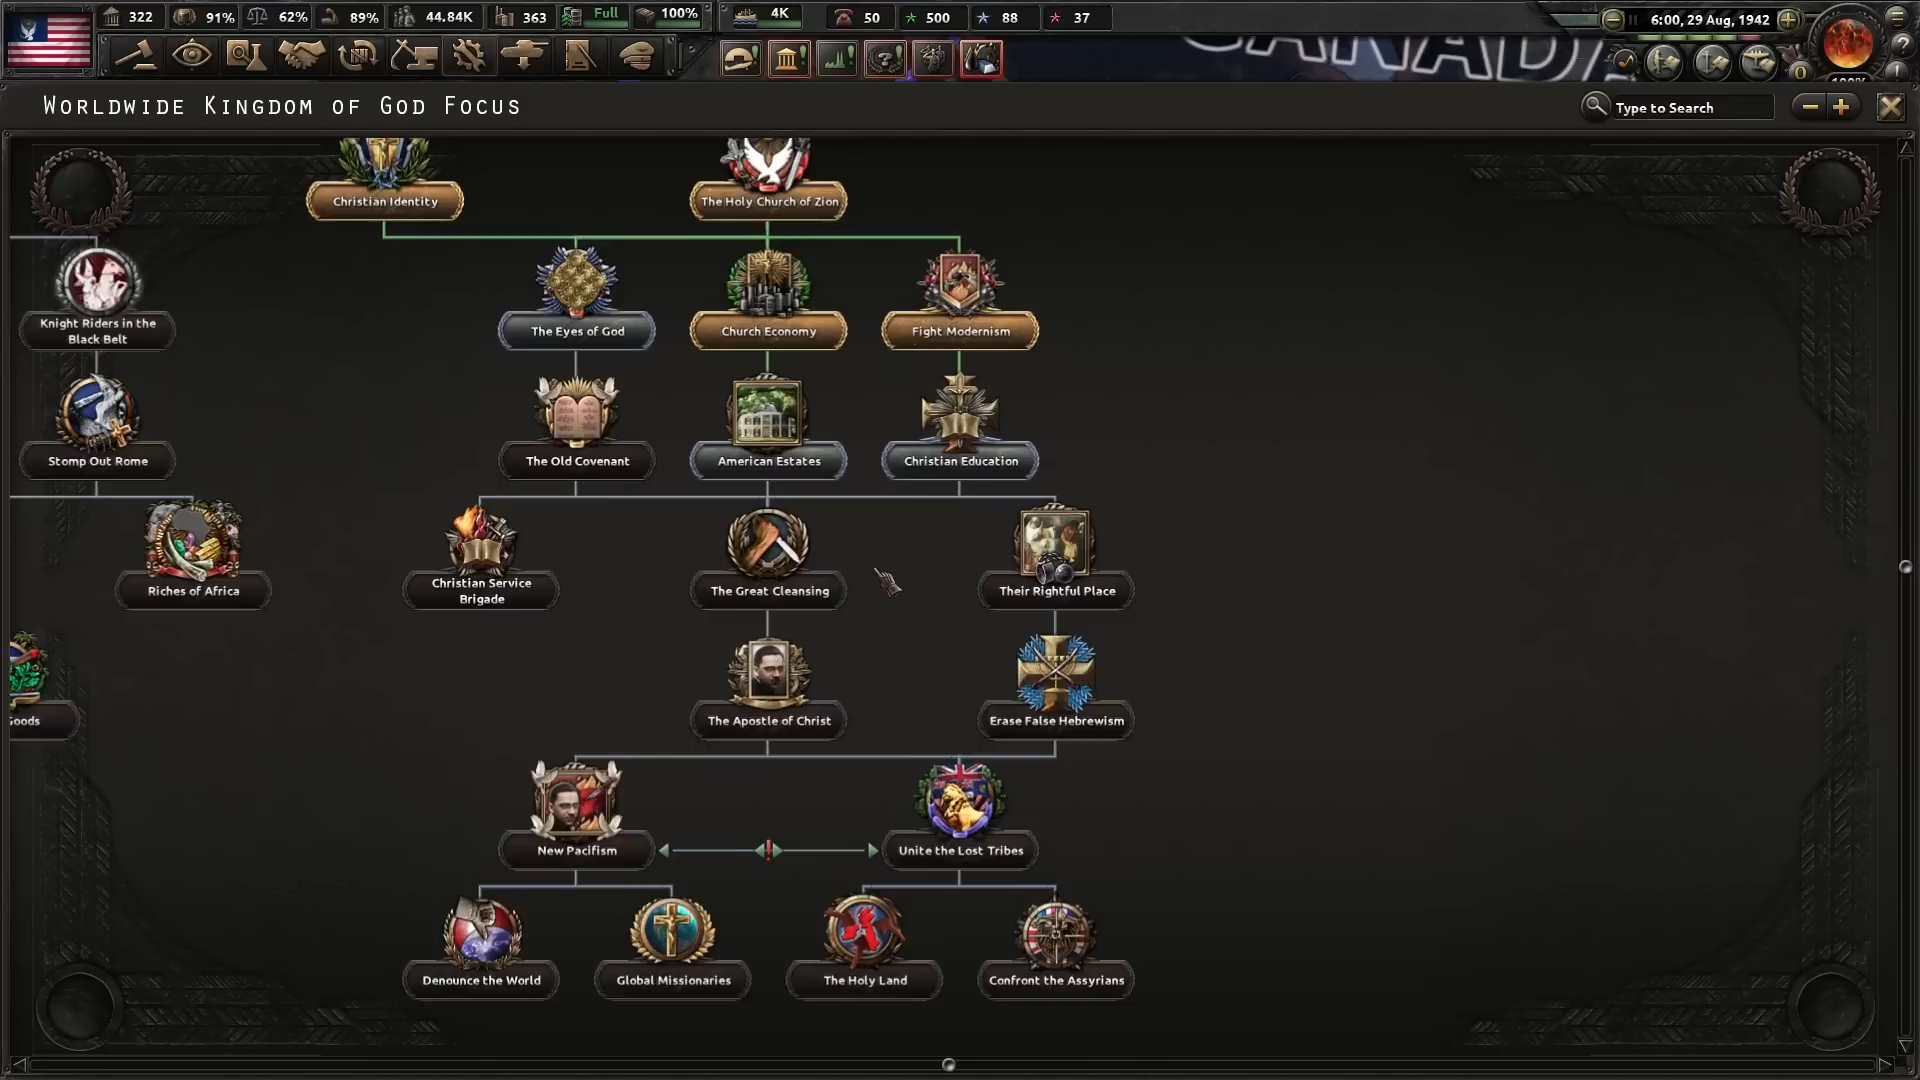 322
91%
62%
89%
44.84K
363
Full
100%
4K
50
500
88
37
6:00, 29 Aug, 1942
CANADA
0
Worldwide Kingdom of God Focus
Type to Search
Christian Identity
The Holy Church of Zion
Knight Riders in the
Black Belt
The Eyes of God
Church Economy
Fight Modernism
Stomp Out Rome
The Old Covenant
American Estates
Christian Education
Riches of Africa
Christian Service
Brigade
The Great Cleansing
Their Rightful Place
Goods
The Apostle of Christ
Erase False Hebrewism
New Pacifism
Unite the Lost Tribes
Denounce the World
Global Missionaries
The Holy Land
Confront the Assyrians